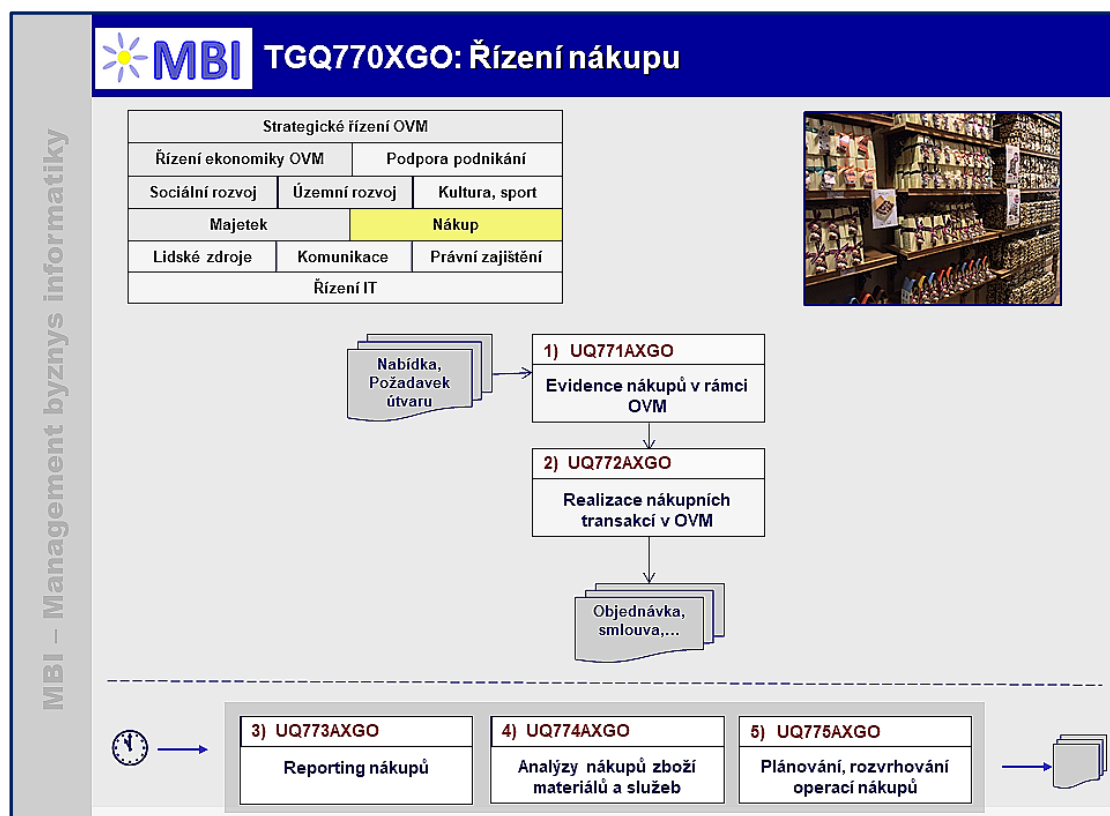 MBI – Management byznys informatiky
MBI
TGQ770XGO: Řízení nákupu
Strategické řízení OVM
Řízení ekonomiky OVM
Podpora podnikání
Sociální rozvoj
Územní rozvoj
Kultura, sport
Majetek
Nákup
Lidské zdroje
Komunikace
Právní zajištění
Řízení IT
Nabídka,
Požadavek
útvaru
1) UQ771AXGO
Evidence nákupů v rámci
OVM
2) UQ772AXGO
Realizace nákupních
transakcí v OVM
Objednávka,
smlouva,...
3) UQ773AXGO
Reporting nákupů
4) UQ774AXGO
Analýzy nákupů zboží
materiálů a služeb
5) UQ775AXGO
Plánování, rozvrhování
operací nákupů